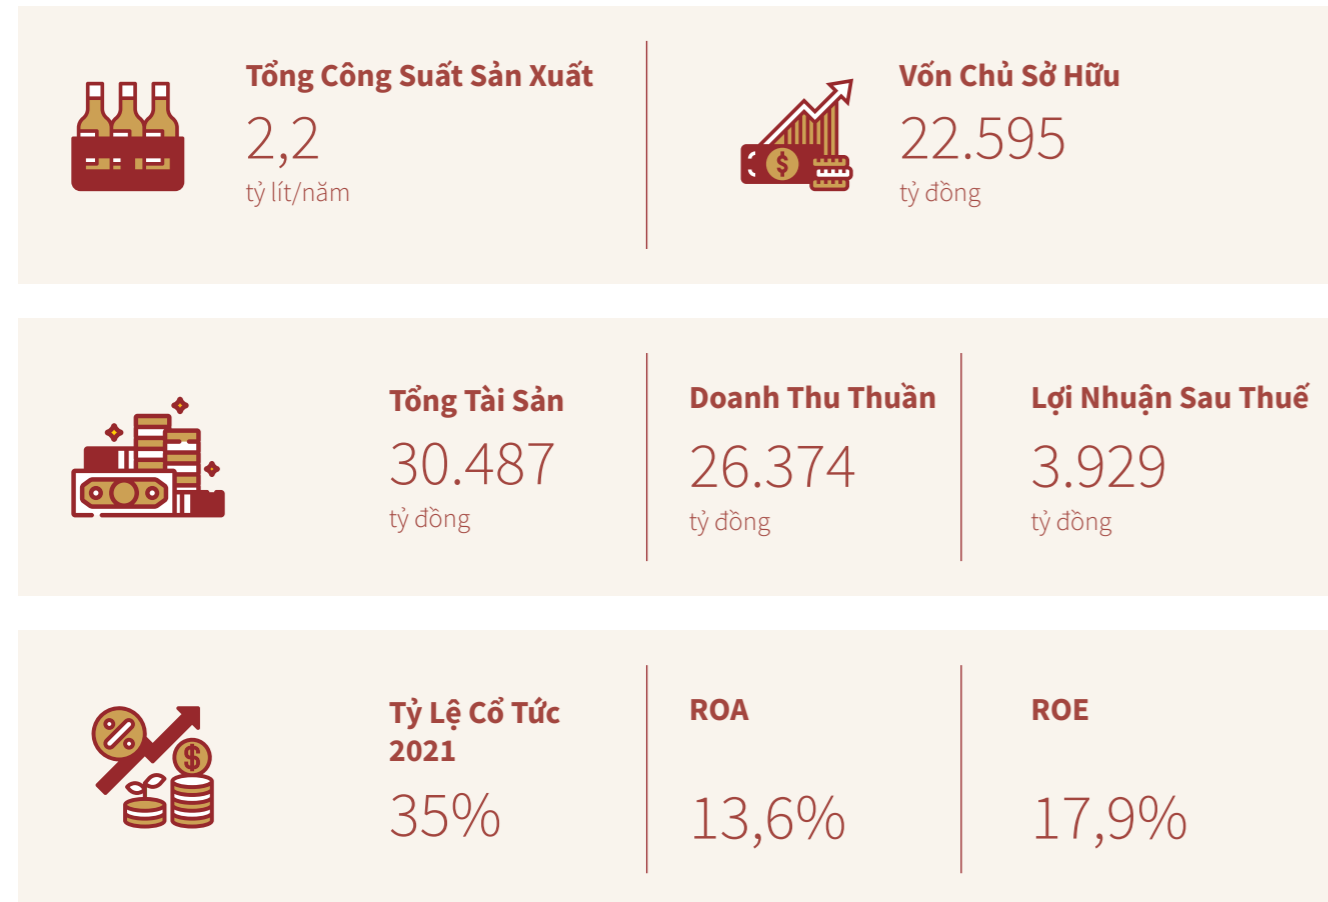 Tổng Công Suất Sản Xuất
2,2
tỷ lít/năm
Vốn Chủ Sở Hữu
22.595
tỷ đồng
Tổng Tài Sản
30.487
tỷ đồng
Doanh Thu Thuần
26.374
tỷ đồng
Lợi Nhuận Sau Thuế
3.929
tỷ đồng
Tỷ Lệ Cổ Tức
2021
35%
ROA
13,6%
ROE
17,9%